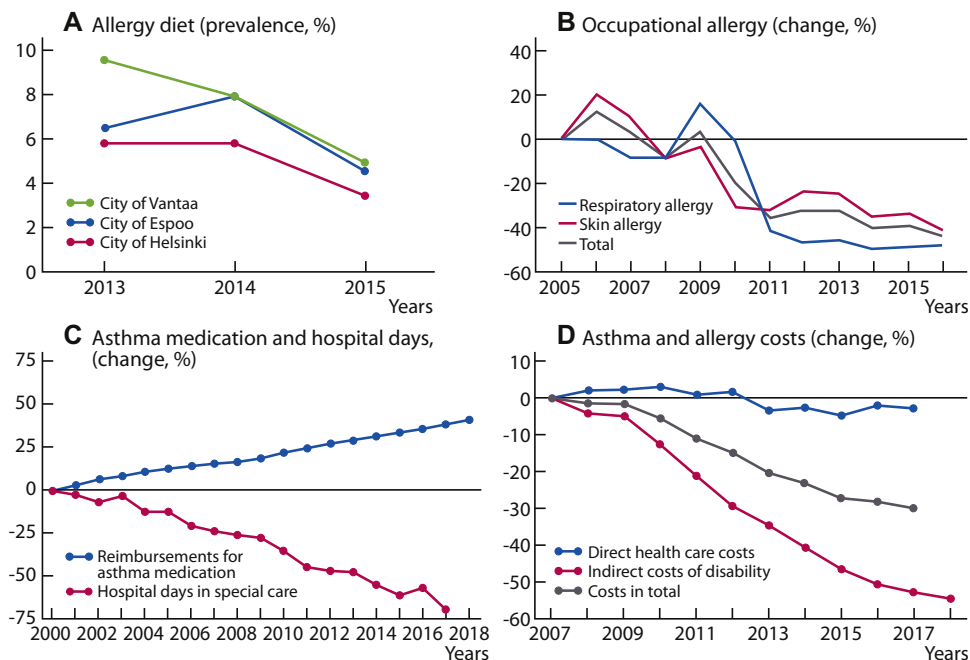 A Allergy diet (prevalence, %)
10
8
6
4
2
0
City of Vantaa
City of Espoo
City of Helsinki
2013 2014 2015
Years
B Occupational allergy (change, %)
40
20
0
-20
-40
-60
Respiratory allergy
Skin allergy
Total
2005 2007 2009 2011 2013 2015
Years
C Asthma medication and hospital days,
(change, %)
75
50
25
0
-25
-50
-75
Reimbursements for
asthma medication
Hospital days in special care
2000 2002 2004 2006 2008 2010 2012 2014 2016 2018
Years
D Asthma and allergy costs (change, %)
10
0
-10
-20
-30
-40
-50
-60
Direct health care costs
Indirect costs of disability
Costs in total
2007 2009 2011 2013 2015 2017
Years